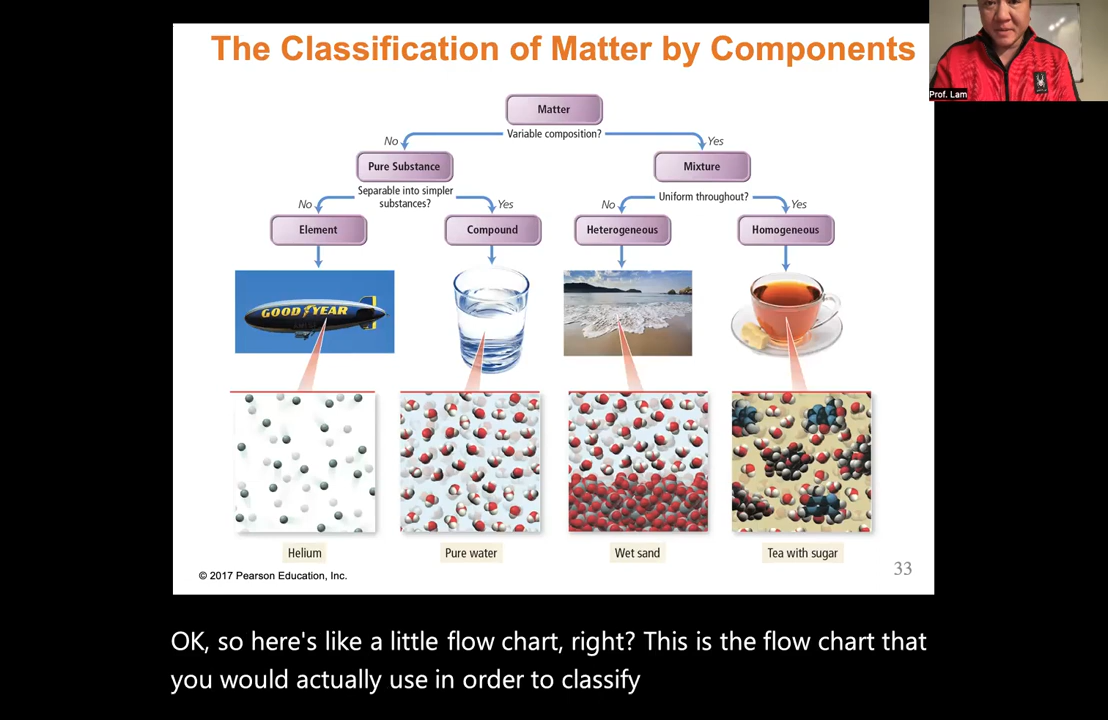 The Classification of Matter by Components
Prof. Lam
Matter
Variable composition?
No
Yes
Pure Substance
Mixture
Separable into simpler
substances?
Uniform throughout?
No
Yes
No
Yes
Element
Compound
Heterogeneous
Homogeneous
GOOD YEAR
Helium
Pure water
Wet sand
Tea with sugar
© 2017 Pearson Education, Inc.
33
OK, so here's like a little flow chart, right? This is the flow chart that
you would actually use in order to classify